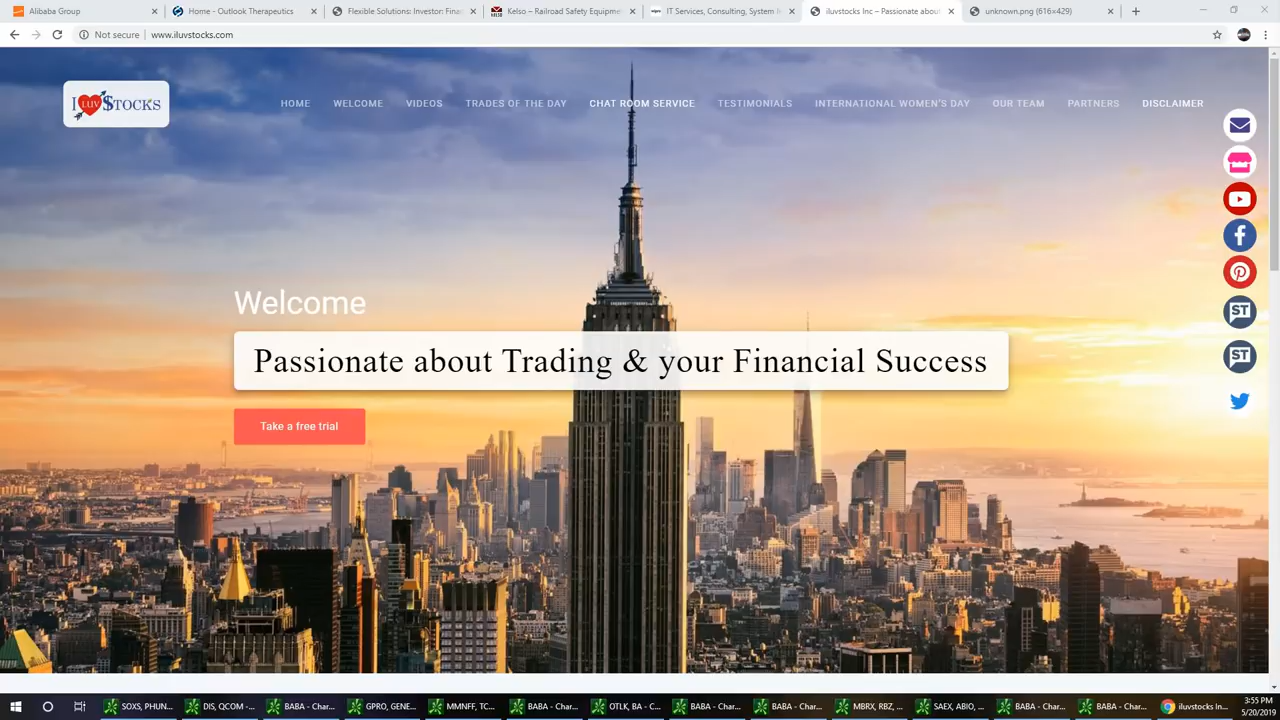 Alibaba Group
Home - Outlook Therapeutics
Flexible Solutions: Investor: Fina
Kelso – Railroad Safety Equipme
IT Services, Consulting, System I
iluvstocks Inc – Passionate abou
unknown.png (616×429)
Not secure | www.iluvstocks.com
I LUV $TOCKS
HOME
WELCOME
VIDEOS
TRADES OF THE DAY
CHAT ROOM SERVICE
TESTIMONIALS
INTERNATIONAL WOMEN'S DAY
OUR TEAM
PARTNERS
DISCLAIMER
ST
ST
Welcome
Passionate about Trading & your Financial Success
Take a free trial
SOXS, PHUN...
DIS, QCOM -...
BABA - Char...
GPRO, GENE...
MMNFF, TC...
BABA - Char...
OTLK, BA - C...
BABA - Char...
BABA - Char...
MBRX, RBZ, ...
SAEX, ABIO, ...
BABA - Char...
BABA - Char...
iluvstocks In...
3:55 PM
5/20/2019